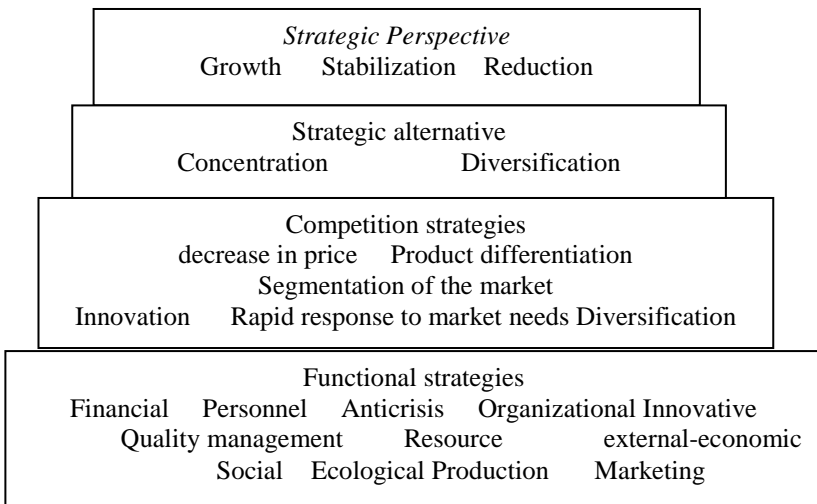 Strategic Perspective
Growth Stabilization Reduction
Strategic alternative
Concentration Diversification
Competition strategies
decrease in price Product differentiation
Segmentation of the market
Innovation Rapid response to market needs Diversification
Functional strategies
Financial Personnel Anticrisis Organizational Innovative
Quality management Resource external-economic
Social Ecological Production Marketing